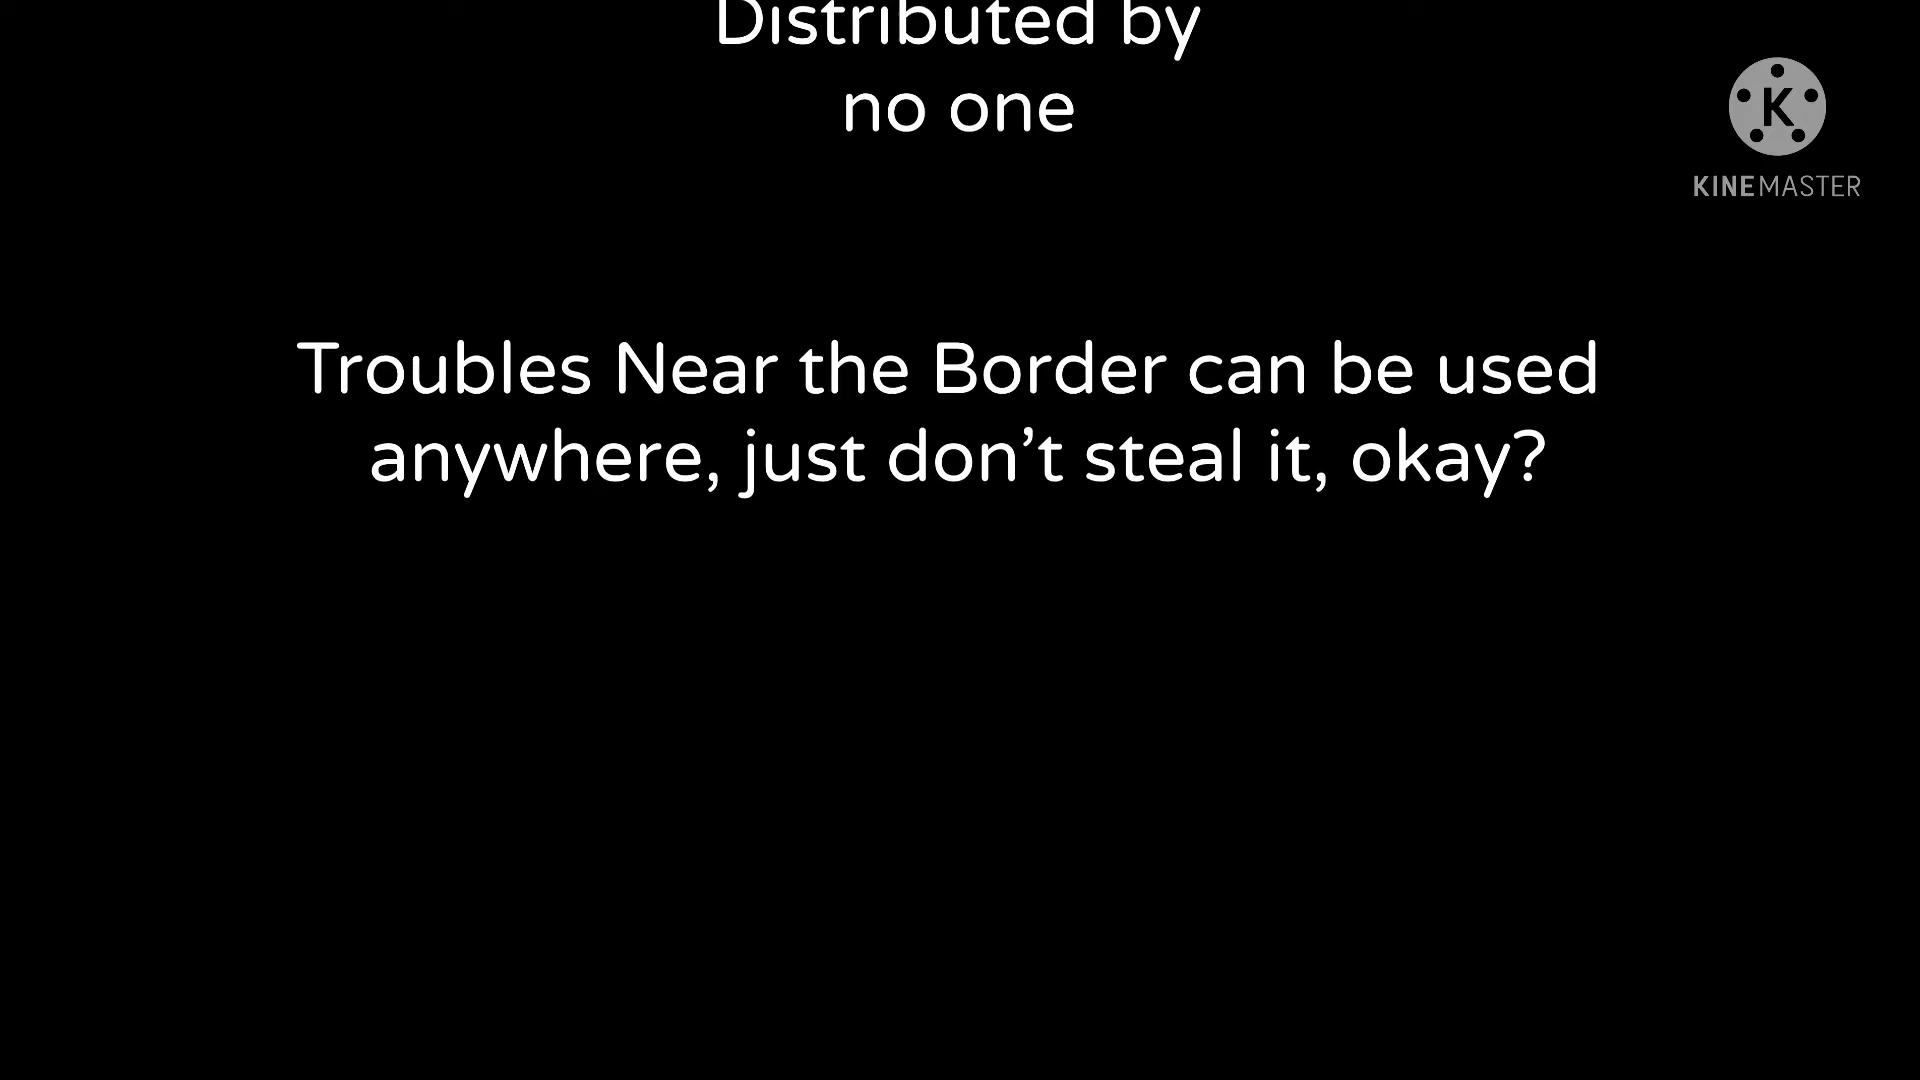 Distributed by
no one
K
KINEMASTER
Troubles Near the Border can be used
anywhere, just don’t steal it, okay?